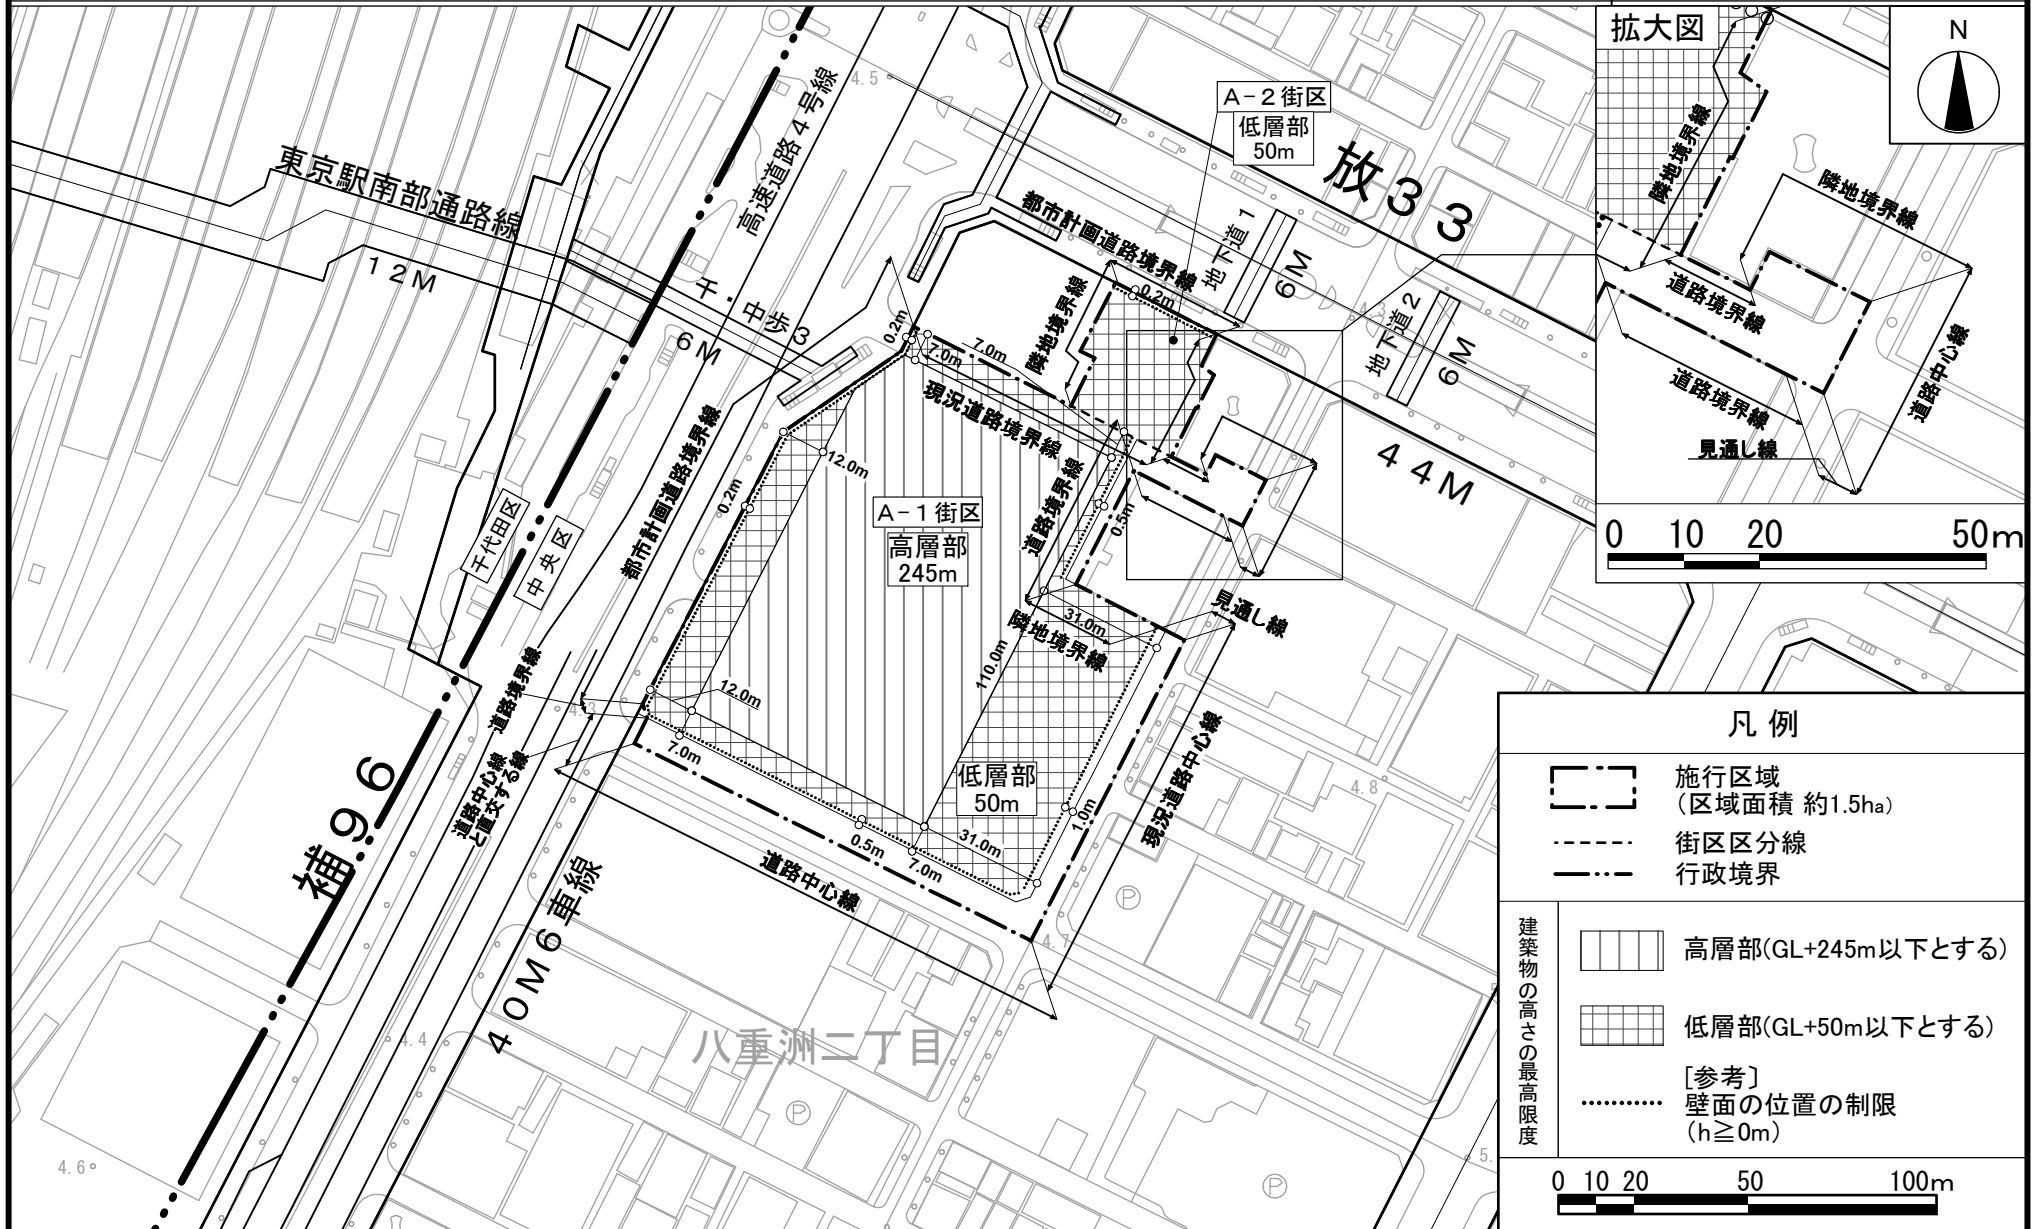 拡大図
N
隣地境界線
隣地境界線
道路境界線
道路境界線
道路中心線
見通し線
0 10 20 50m
4.5
高速道路4号線
東京駅南部通路線
12M
千・中歩3
6M
A-2街区
低層部
50m
放33
都市計画道路境界線
地下道1
6M
地下道2
6M
4.3
44M
隣地境界線
0.2m
0.2m
7.0m
7.0m
現況道路境界線
都市計画道路境界線
12.0m
0.2m
A-1街区
高層部
245m
道路境界線
0.5m
千代田区
中央区
見通し線
31.0m
隣地境界線
110.0m
道路境界線
4.3
12.0m
7.0m
道路中心線
と直交する線
低層部
50m
現況道路中心線
4.8
1.0m
31.0m
0.5m
7.0m
道路中心線
補96
40M6車線
4.7
4.4
八重洲二丁目
P
P
P
4.6
5.
凡例
施行区域
(区域面積 約1.5ha)
街区区分線
行政境界
建築物の高さの最高限度
高層部(GL+245m以下とする)
低層部(GL+50m以下とする)
[参考]
壁面の位置の制限
(h≧0m)
0 10 20 50 100m